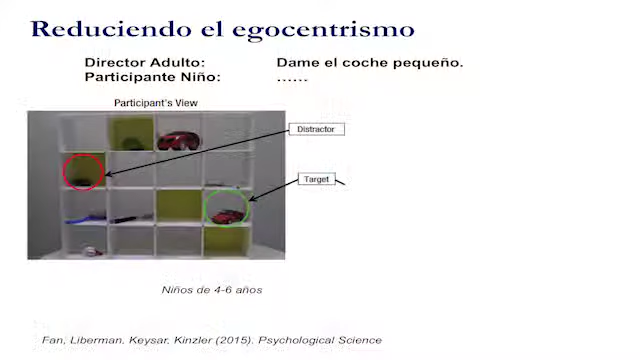 Reduciendo el egocentrismo
Director Adulto: Dame el coche pequeño.
Participante Niño: ......
Participant's View
Distractor
Target
Niños de 4-6 años
Fan, Liberman, Keysar, Kinzler (2015). Psychological Science